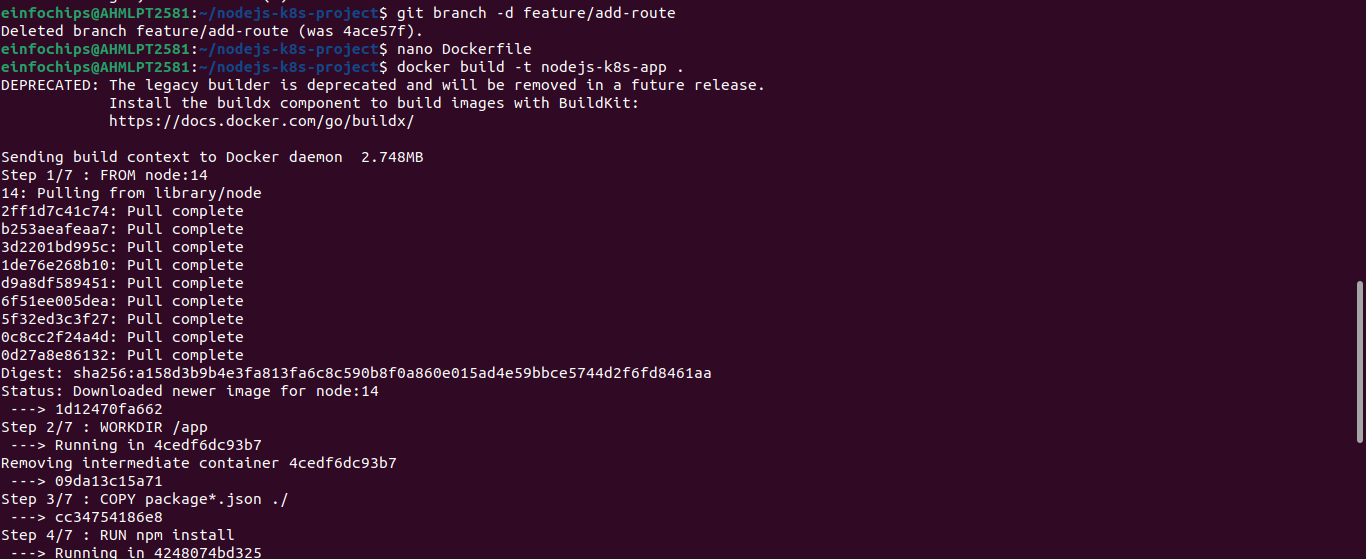 einfochips@AHMLPT2581:~/nodejs-k8s-project$ git branch -d feature/add-route
Deleted branch feature/add-route (was 4ace57f).
einfochips@AHMLPT2581:~/nodejs-k8s-project$ nano Dockerfile
einfochips@AHMLPT2581:~/nodejs-k8s-project$ docker build -t nodejs-k8s-app .
DEPRECATED: The legacy builder is deprecated and will be removed in a future release.
            Install the buildx component to build images with BuildKit:
            https://docs.docker.com/go/buildx/

Sending build context to Docker daemon  2.748MB
Step 1/7 : FROM node:14
14: Pulling from library/node
2ff1d7c41c74: Pull complete
b253aeafeaa7: Pull complete
3d2201bd995c: Pull complete
1de76e268b10: Pull complete
d9a8df589451: Pull complete
6f51ee005dea: Pull complete
5f32ed3c3f27: Pull complete
0c8cc2f24a4d: Pull complete
0d27a8e86132: Pull complete
Digest: sha256:a158d3b9b4e3fa813fa6c8c590b8f0a860e015ad4e59bbce5744d2f6fd8461aa
Status: Downloaded newer image for node:14
 ---> 1d12470fa662
Step 2/7 : WORKDIR /app
 ---> Running in 4cedf6dc93b7
Removing intermediate container 4cedf6dc93b7
 ---> 09da13c15a71
Step 3/7 : COPY package*.json ./
 ---> cc34754186e8
Step 4/7 : RUN npm install
 ---> Running in 4248074bd325